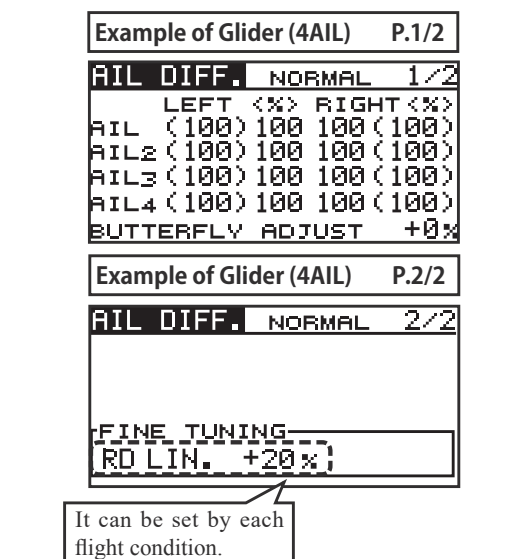 Example of Glider (4AIL) P.1/2
AIL DIFF. NORMAL 1/2
LEFT <%> RIGHT <%>
AIL (100) 100 100 (100)
AIL2 (100) 100 100 (100)
AIL3 (100) 100 100 (100)
AIL4 (100) 100 100 (100)
BUTTERFLY ADJUST +0%
Example of Glider (4AIL) P.2/2
AIL DIFF. NORMAL 2/2
FINE TUNING
RD LIN. +20%
It can be set by each
flight condition.